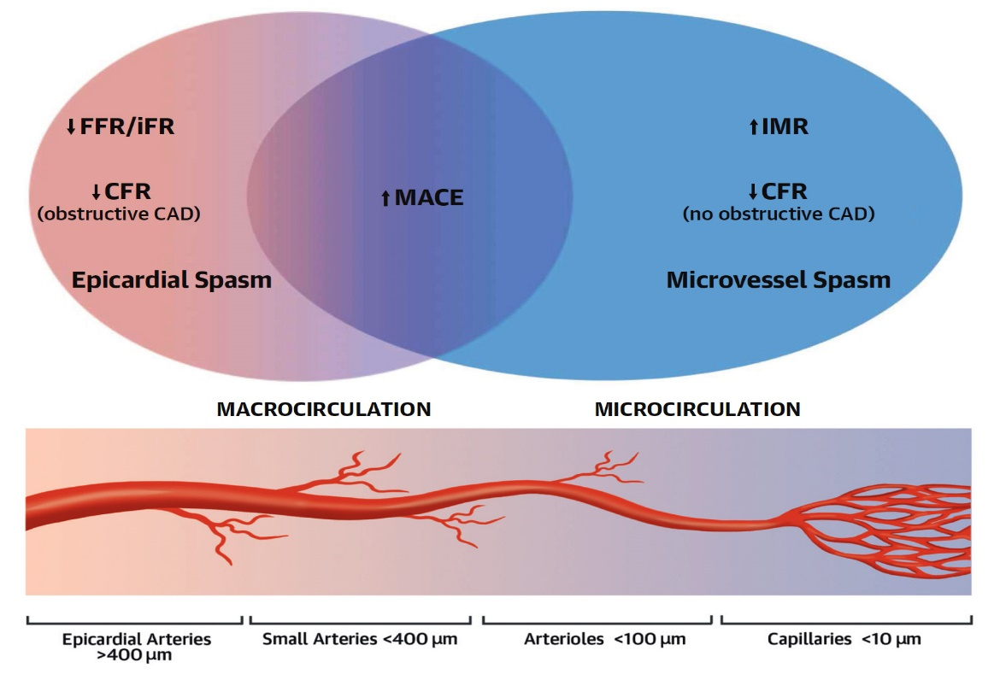 ↓FFR/iFR
↓CFR
(obstructive CAD)
Epicardial Spasm
↑MACE
↑IMR
↓CFR
(no obstructive CAD)
Microvessel Spasm
MACROCIRCULATION
MICROCIRCULATION
Epicardial Arteries
>400 µm
Small Arteries <400 µm
Arterioles <100 µm
Capillaries <10 µm